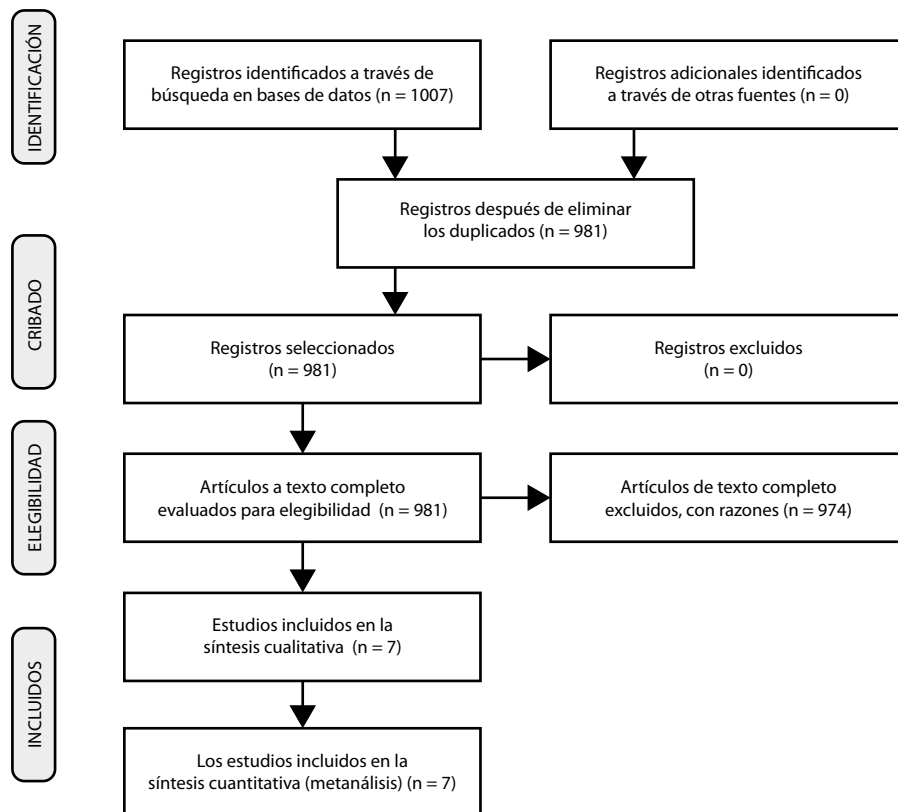 IDENTIFICACIÓN
Registros identificados a través de
búsqueda en bases de datos (n = 1007)
Registros adicionales identificados
a través de otras fuentes (n = 0)
Registros después de eliminar
los duplicados (n = 981)
CRIBADO
Registros seleccionados
(n = 981)
Registros excluidos
(n = 0)
ELEGIBILIDAD
Artículos a texto completo
evaluados para elegibilidad (n = 981)
Artículos de texto completo
excluidos, con razones (n = 974)
INCLUIDOS
Estudios incluidos en la
síntesis cualitativa (n = 7)
Los estudios incluidos en la
síntesis cuantitativa (metanálisis) (n = 7)